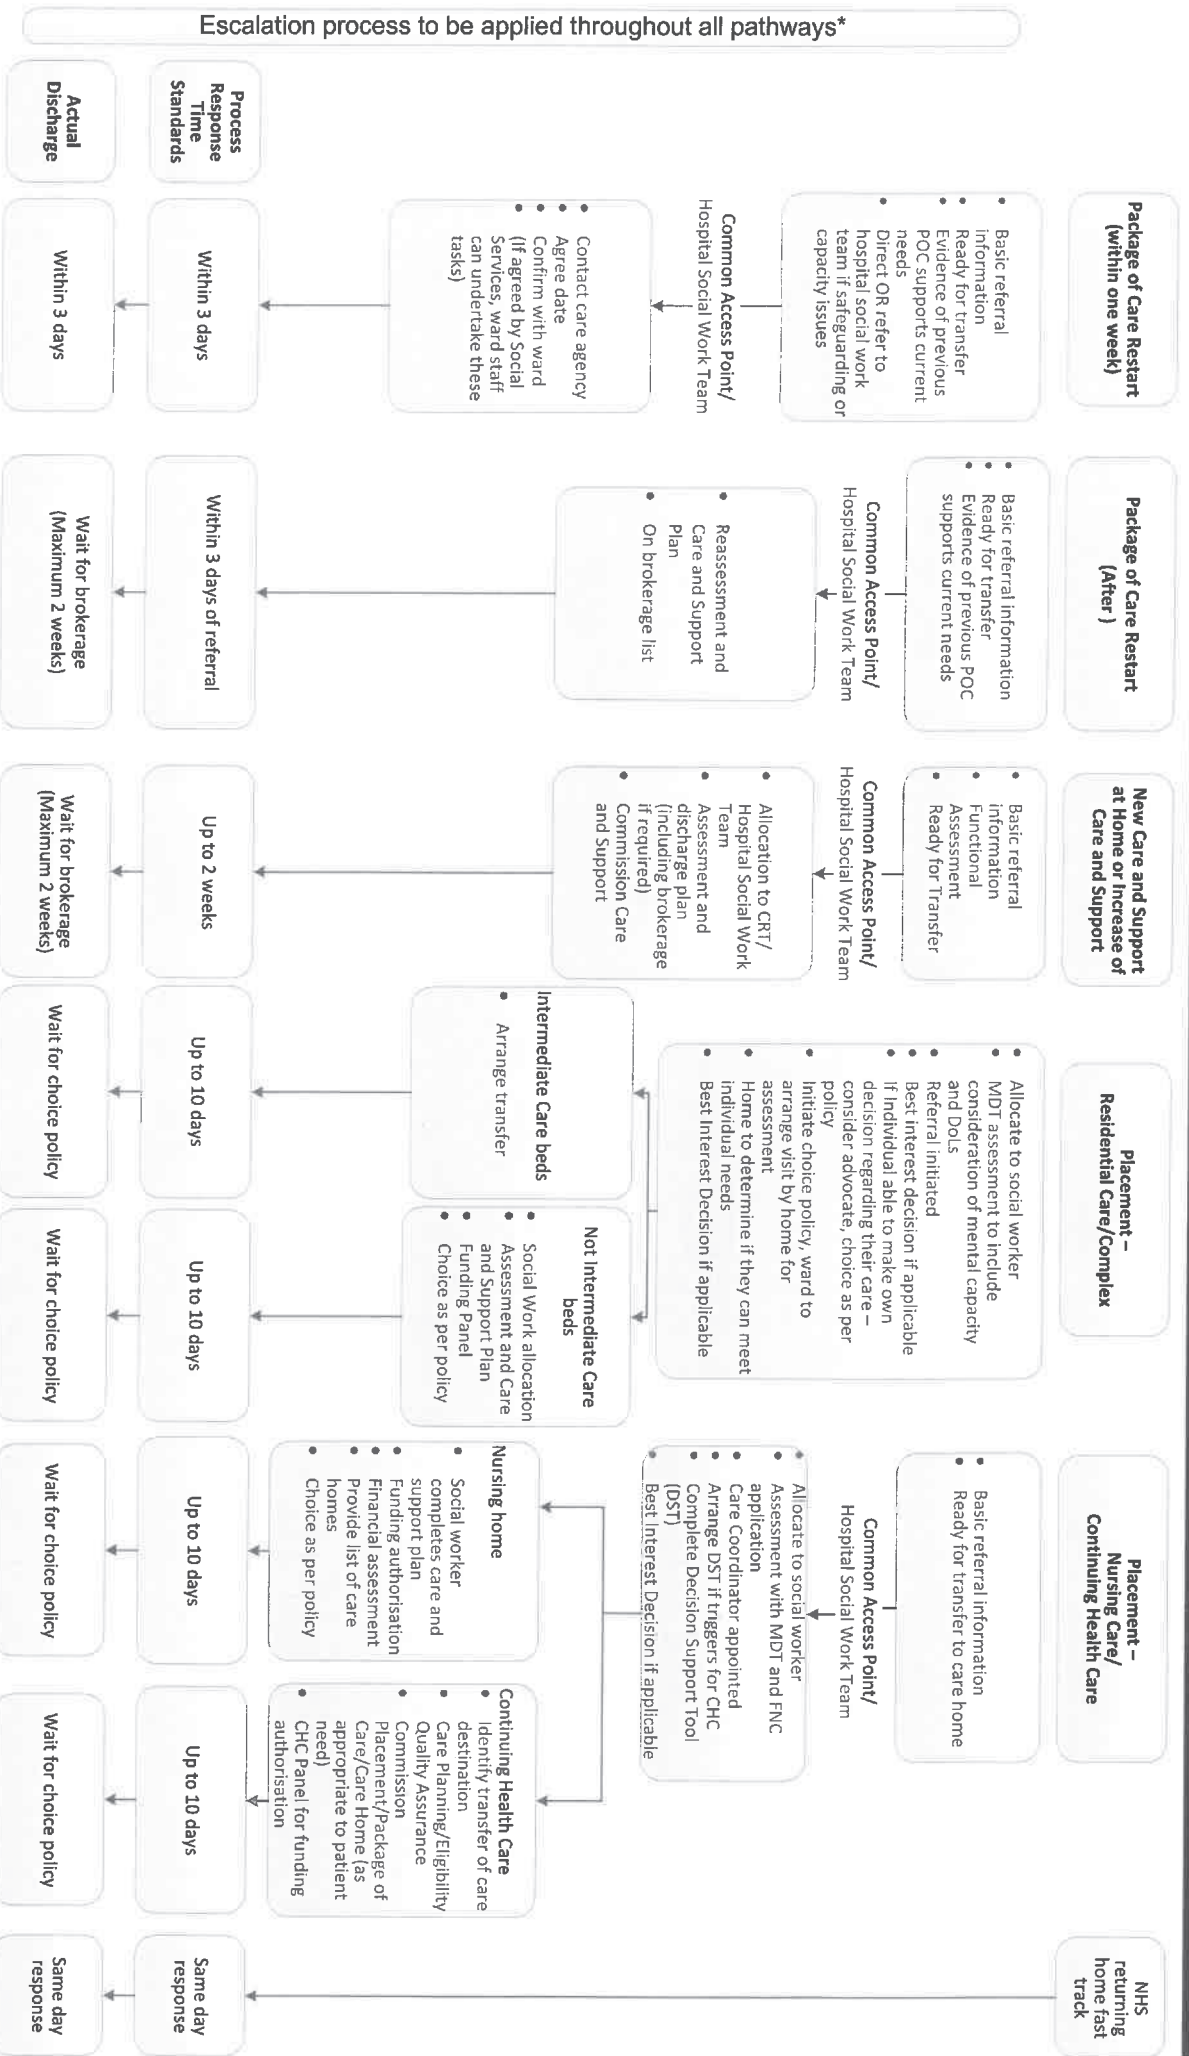 Escalation process to be applied throughout all pathways*
Package of Care Restart
(within one week)
Basic referral
information
Ready for transfer
Evidence of previous
POC supports current
needs
Direct OR refer to
hospital social work
team if safeguarding or
capacity issues
Common Access Point/
Hospital Social Work Team
Contact care agency
Agree date
Confirm with ward
(If agreed by Social
Services, ward staff
can undertake these
tasks)
Process
Response
Time
Standards
Within 3 days
Actual
Discharge
Within 3 days
Package of Care Restart
(After )
Basic referral information
Ready for transfer
Evidence of previous POC
supports current needs
Common Access Point/
Hospital Social Work Team
Reassessment and
Care and Support
Plan
On brokerage list
Within 3 days of referral
Wait for brokerage
(Maximum 2 weeks)
New Care and Support
at Home or Increase of
Care and Support
Basic referral
information
Functional
Assessment
Ready for Transfer
Common Access Point/
Hospital Social Work Team
Allocation to CRT/
Hospital Social Work
Team
Assessment and
discharge plan
(including brokerage
if required)
Commission Care
and Support
Up to 2 weeks
Wait for brokerage
(Maximum 2 weeks)
Placement –
Residential Care/Complex
Allocate to social worker
MDT assessment to include
consideration of mental capacity
and DoLs
Referral initiated
Best interest decision if applicable
If Individual able to make own
decision regarding their care –
consider advocate, choice as per
policy
Initiate choice policy, ward to
arrange visit by home for
assessment
Home to determine if they can meet
individual needs
Best Interest Decision if applicable
Intermediate Care beds
Arrange transfer
Up to 10 days
Wait for choice policy
Not Intermediate Care
beds
Social Work allocation
Assessment and Care
and Support Plan
Funding Panel
Choice as per policy
Up to 10 days
Wait for choice policy
Placement –
Nursing Care/
Continuing Health Care
Basic referral information
Ready for transfer to care home
Common Access Point/
Hospital Social Work Team
Allocate to social worker
Assessment with MDT and FNC
application
Care Coordinator appointed
Arrange DST if triggers for CHC
Complete Decision Support Tool
(DST)
Best Interest Decision if applicable
Nursing home
Social worker
completes care and
support plan
Funding authorisation
Financial assessment
Provide list of care
homes
Choice as per policy
Up to 10 days
Wait for choice policy
Continuing Health Care
Identify transfer of care
destination
Care Planning/Eligibility
Quality Assurance
Commission
Placement/Package of
Care/Care Home (as
appropriate to patient
need)
CHC Panel for funding
authorisation
Up to 10 days
Wait for choice policy
NHS
returning
home fast
track
Same day
response
Same day
response